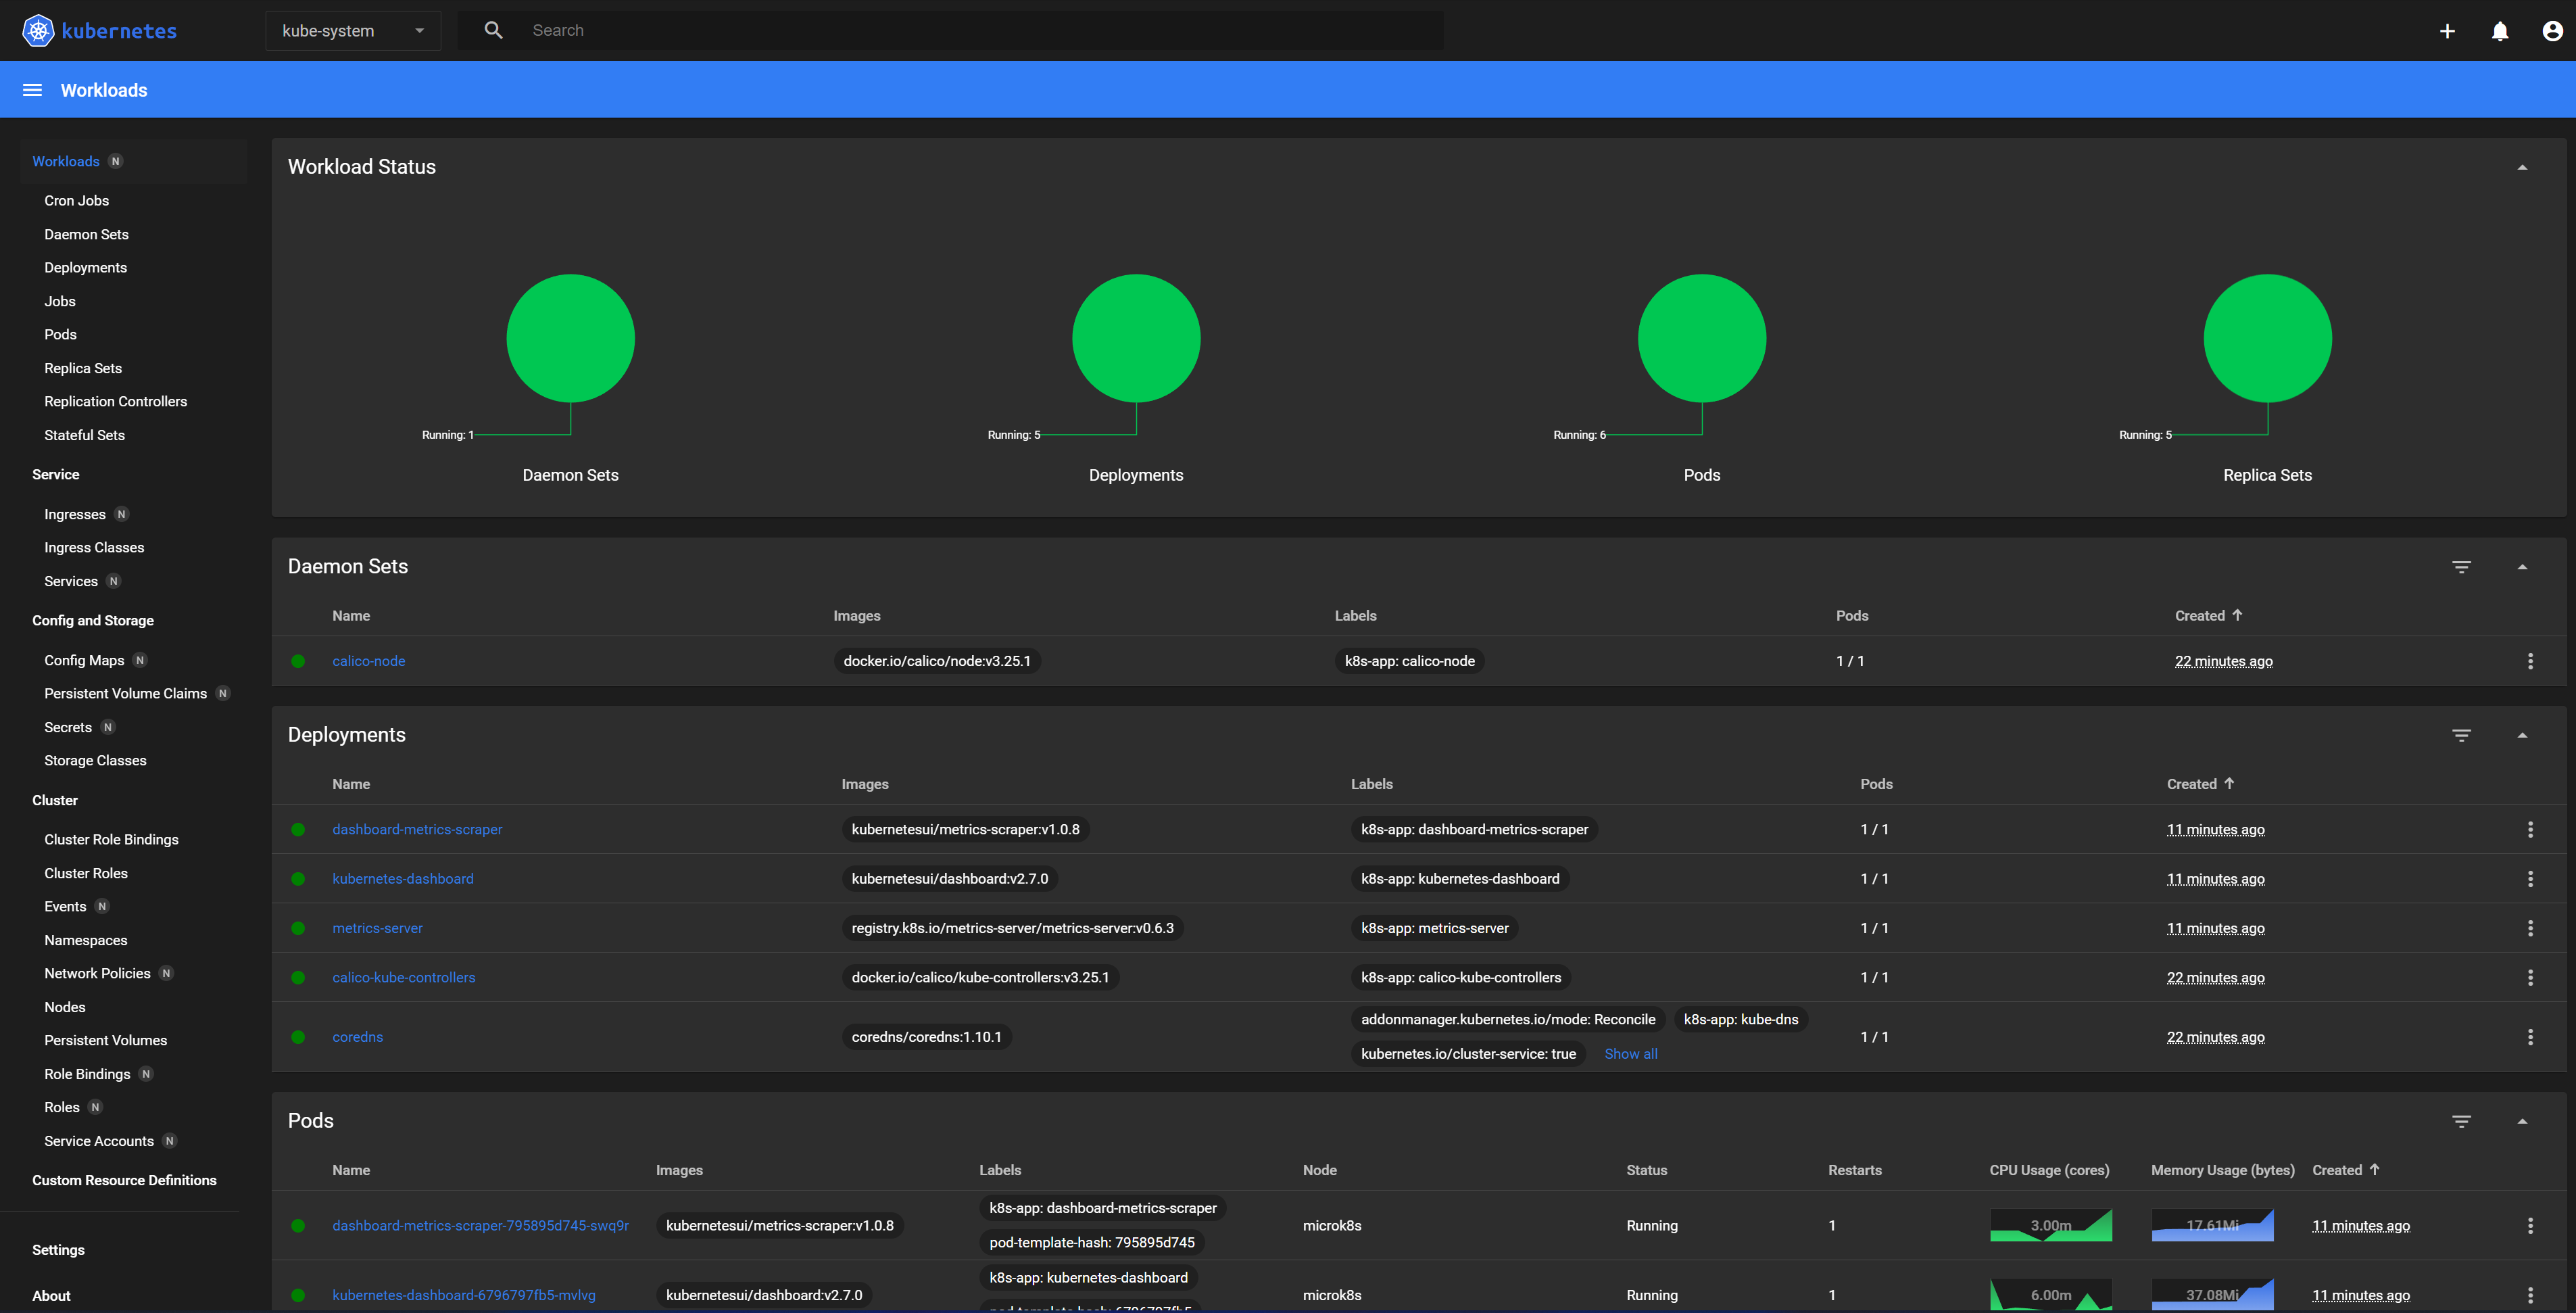 kubernetes
kube-system
Search
Workloads
Workloads N
Cron Jobs
Daemon Sets
Deployments
Jobs
Pods
Replica Sets
Replication Controllers
Stateful Sets
Service
Ingresses N
Ingress Classes
Services N
Config and Storage
Config Maps N
Persistent Volume Claims N
Secrets N
Storage Classes
Cluster
Cluster Role Bindings
Cluster Roles
Events N
Namespaces
Network Policies N
Nodes
Persistent Volumes
Role Bindings N
Roles N
Service Accounts N
Custom Resource Definitions
Settings
About
Workload Status
Running: 1
Daemon Sets
Running: 5
Deployments
Running: 6
Pods
Running: 5
Replica Sets
Daemon Sets
Name Images Labels Pods Created
calico-node docker.io/calico/node:v3.25.1 k8s-app: calico-node 1 / 1 22 minutes ago
Deployments
Name Images Labels Pods Created
dashboard-metrics-scraper kubernetesui/metrics-scraper:v1.0.8 k8s-app: dashboard-metrics-scraper 1 / 1 11 minutes ago
kubernetes-dashboard kubernetesui/dashboard:v2.7.0 k8s-app: kubernetes-dashboard 1 / 1 11 minutes ago
metrics-server registry.k8s.io/metrics-server/metrics-server:v0.6.3 k8s-app: metrics-server 1 / 1 11 minutes ago
calico-kube-controllers docker.io/calico/kube-controllers:v3.25.1 k8s-app: calico-kube-controllers 1 / 1 22 minutes ago
addonmanager.kubernetes.io/mode: Reconcile k8s-app: kube-dns
coredns coredns/coredns:1.10.1 1 / 1 22 minutes ago
kubernetes.io/cluster-service: true Show all
Pods
Name Images Labels Node Status Restarts CPU Usage (cores) Memory Usage (bytes) Created
k8s-app: dashboard-metrics-scraper
dashboard-metrics-scraper-795895d745-swq9r kubernetesui/metrics-scraper:v1.0.8 microk8s Running 1 3.00m 17.61Mi 11 minutes ago
pod-template-hash: 795895d745
k8s-app: kubernetes-dashboard
kubernetes-dashboard-6796797fb5-mvlvg kubernetesui/dashboard:v2.7.0 microk8s Running 1 6.00m 37.08Mi 11 minutes ago
pod-template-hash: 6796797fb5